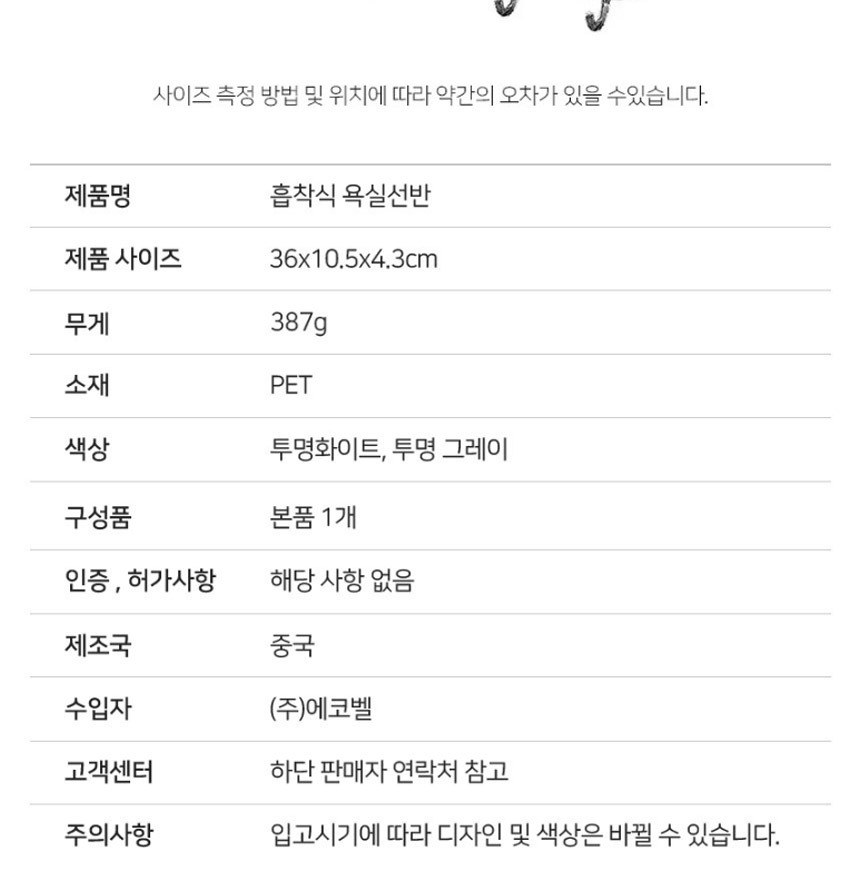 사이즈 측정 방법 및 위치에 따라 약간의 오차가 있을 수있습니다.
제품명 흡착식 욕실선반
제품 사이즈 36x10.5x4.3cm
무게 387g
소재 PET
색상 투명화이트, 투명 그레이
구성품 본품 1개
인증 , 허가사항 해당 사항 없음
제조국 중국
수입자 (주)에코벨
고객센터 하단 판매자 연락처 참고
주의사항 입고시기에 따라 디자인 및 색상은 바뀔 수 있습니다.